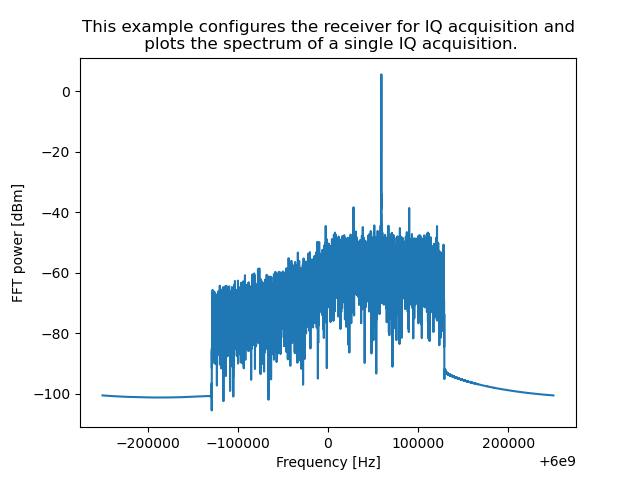 This example configures the receiver for IQ acquisition and
plots the spectrum of a single IQ acquisition.
0
−20
−40
−60
−80
−100
FFT power [dBm]
−200000 −100000 0 100000 200000
Frequency [Hz]
+6e9